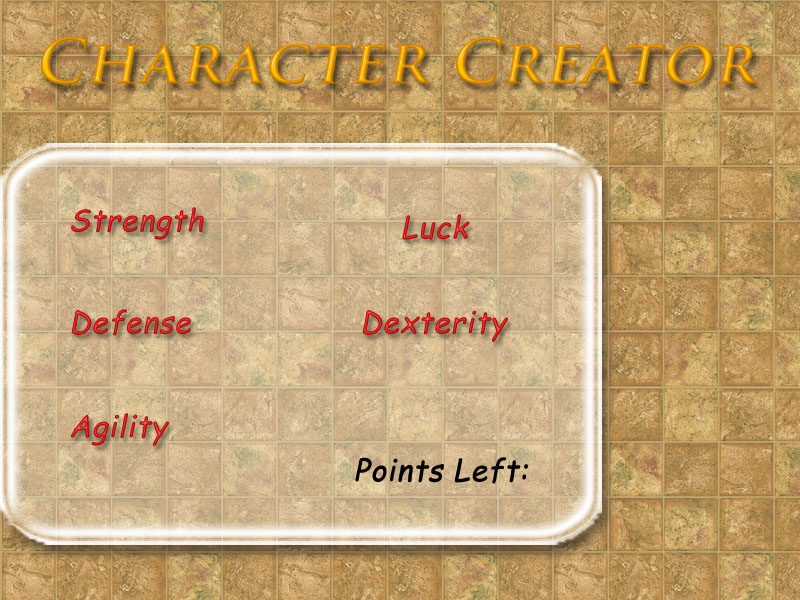 Character Creator
Strength
Luck
Defense
Dexterity
Agility
Points Left: